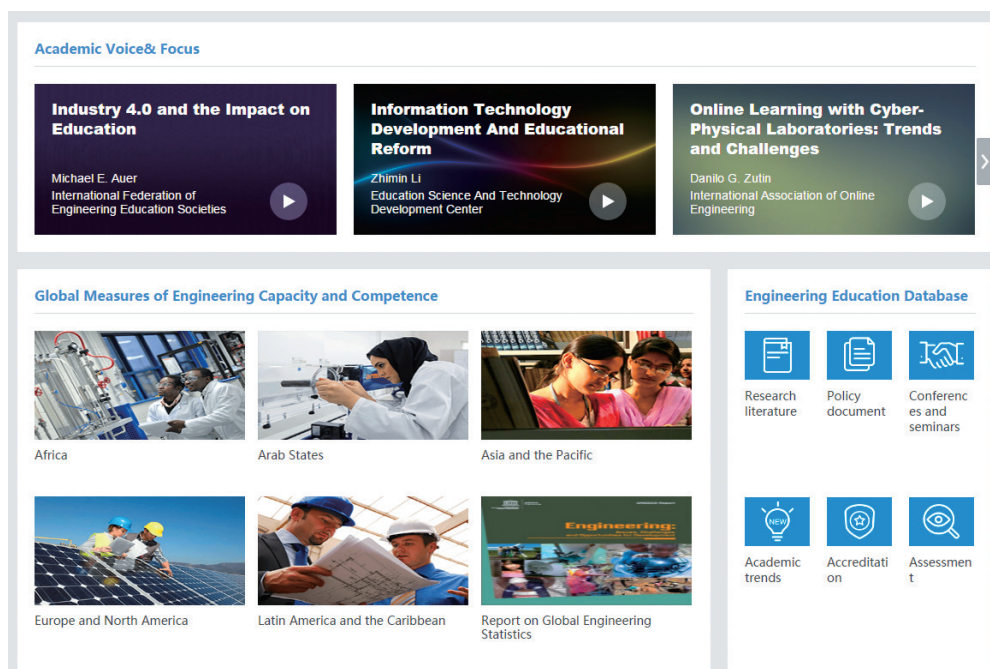 Academic Voice& Focus
Industry 4.0 and the Impact on
Education
Michael E. Auer
International Federation of
Engineering Education Societies
Information Technology
Development And Educational
Reform
Zhimin Li
Education Science And Technology
Development Center
Online Learning with Cyber-
Physical Laboratories: Trends
and Challenges
Danilo G. Zutin
International Association of Online
Engineering
Global Measures of Engineering Capacity and Competence
Africa
Arab States
Asia and the Pacific
Engineering:
Europe and North America
Latin America and the Caribbean
Report on Global Engineering
Statistics
Engineering Education Database
Research
literature
Policy
document
Conferenc
es and
seminars
NEW
Academic
trends
Accreditati
on
Assessmen
t